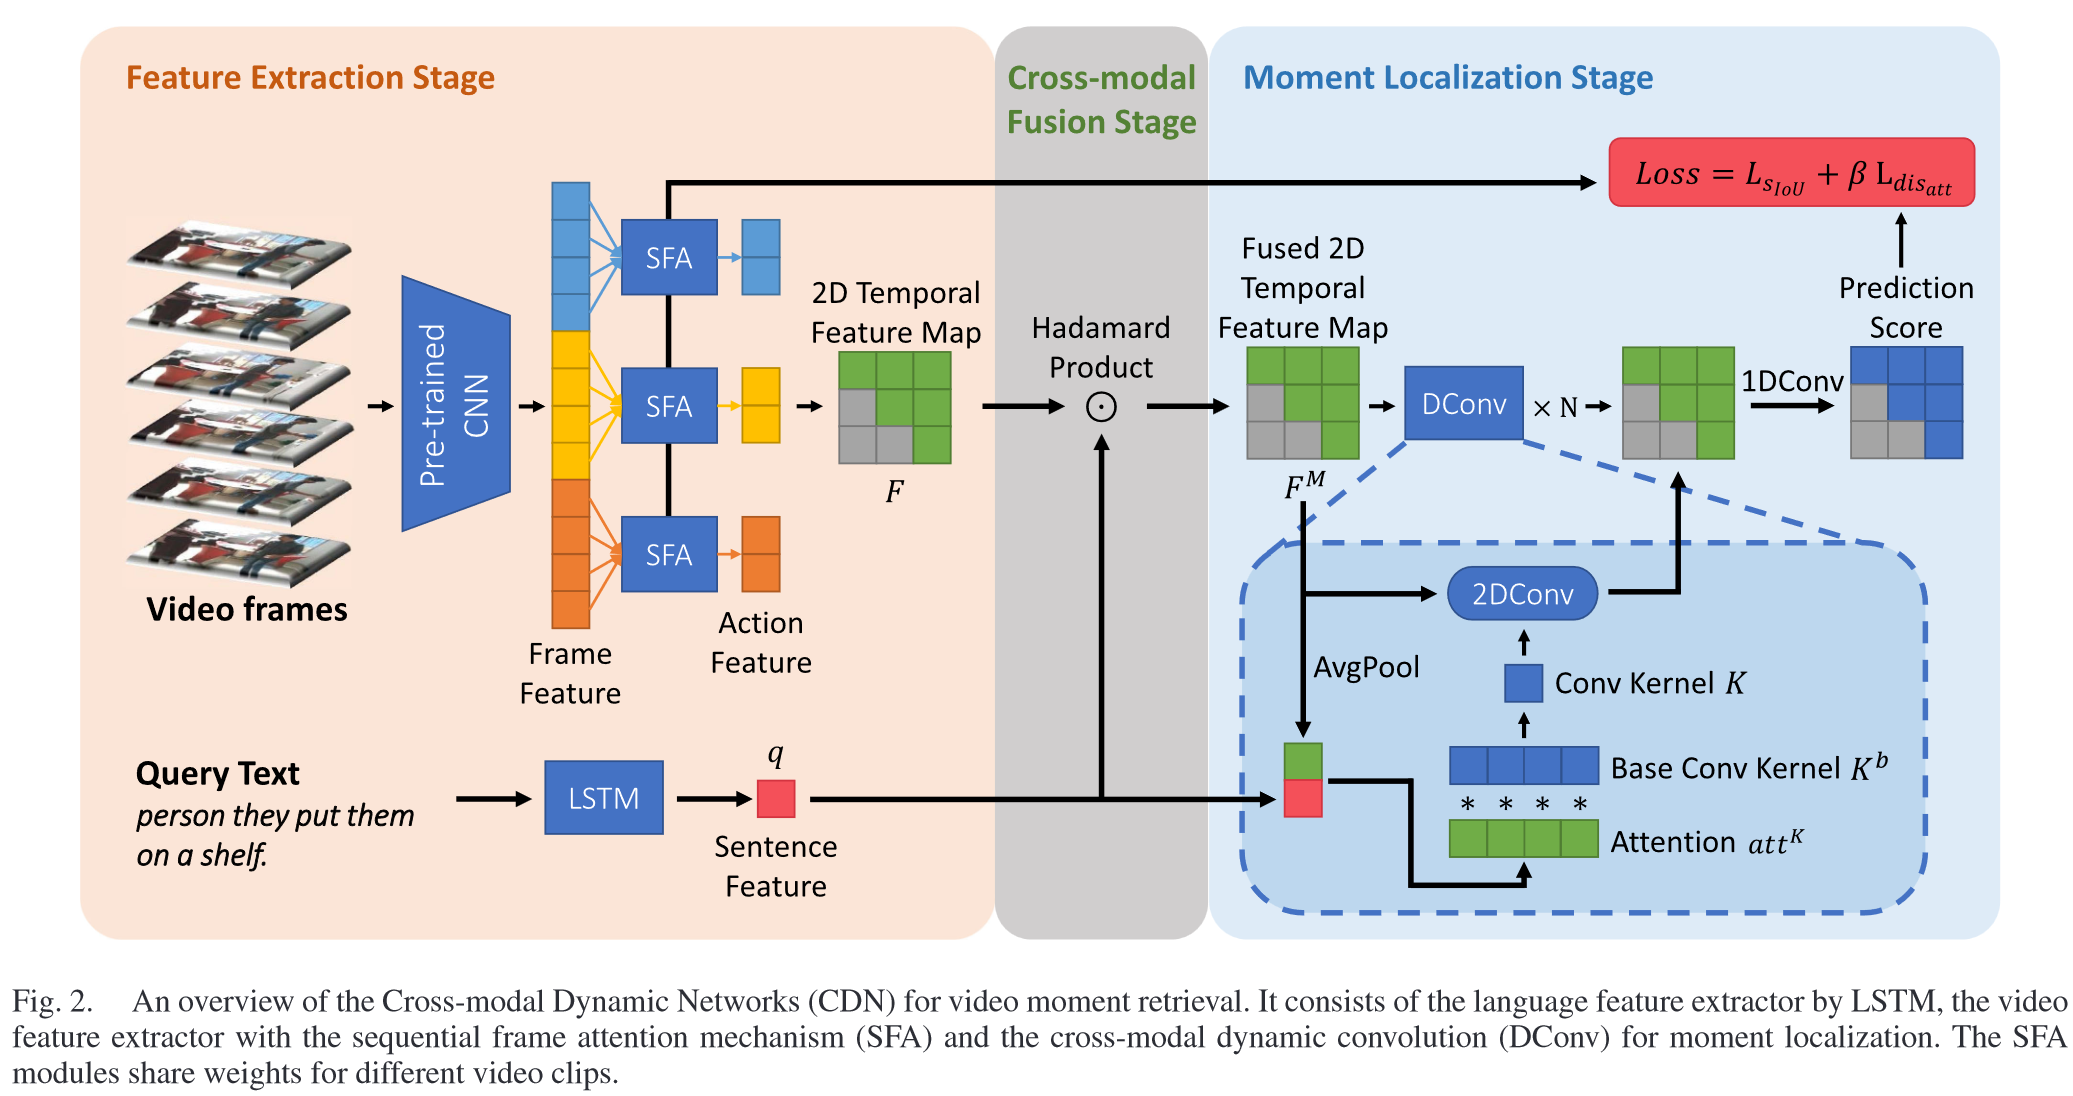 Feature Extraction Stage
Cross-modal
Fusion Stage
Moment Localization Stage
Loss = L_{s_{IoU}} + β L_{dis_{att}}
Pre-trained
CNN
SFA
SFA
SFA
2D Temporal
Feature Map
F
Video frames
Frame
Feature
Action
Feature
Query Text
person they put them
on a shelf.
LSTM
q
Sentence
Feature
Hadamard
Product
Fused 2D
Temporal
Feature Map
F^M
DConv
× N
1DConv
Prediction
Score
2DConv
AvgPool
Conv Kernel K
Base Conv Kernel K^b
* * * *
Attention att^K
Fig. 2. An overview of the Cross-modal Dynamic Networks (CDN) for video moment retrieval. It consists of the language feature extractor by LSTM, the video
feature extractor with the sequential frame attention mechanism (SFA) and the cross-modal dynamic convolution (DConv) for moment localization. The SFA
modules share weights for different video clips.